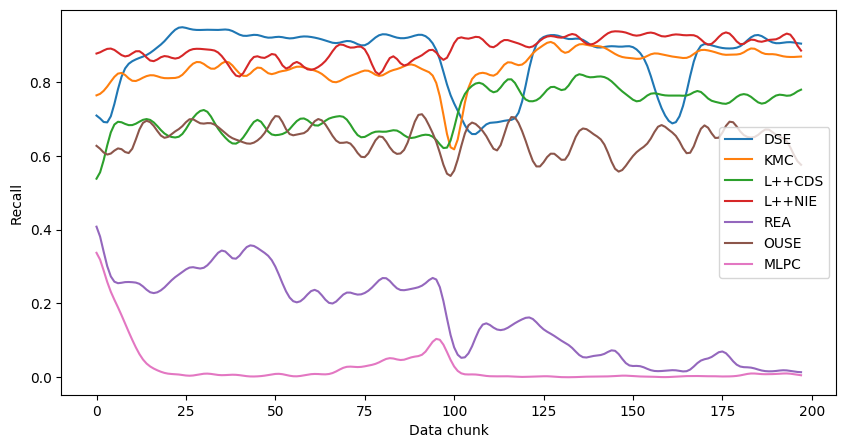 Recall
0.8
0.6
0.4
0.2
0.0
DSE
KMC
L++CDS
L++NIE
REA
OUSE
MLPC
0 25 50 75 100 125 150 175 200
Data chunk